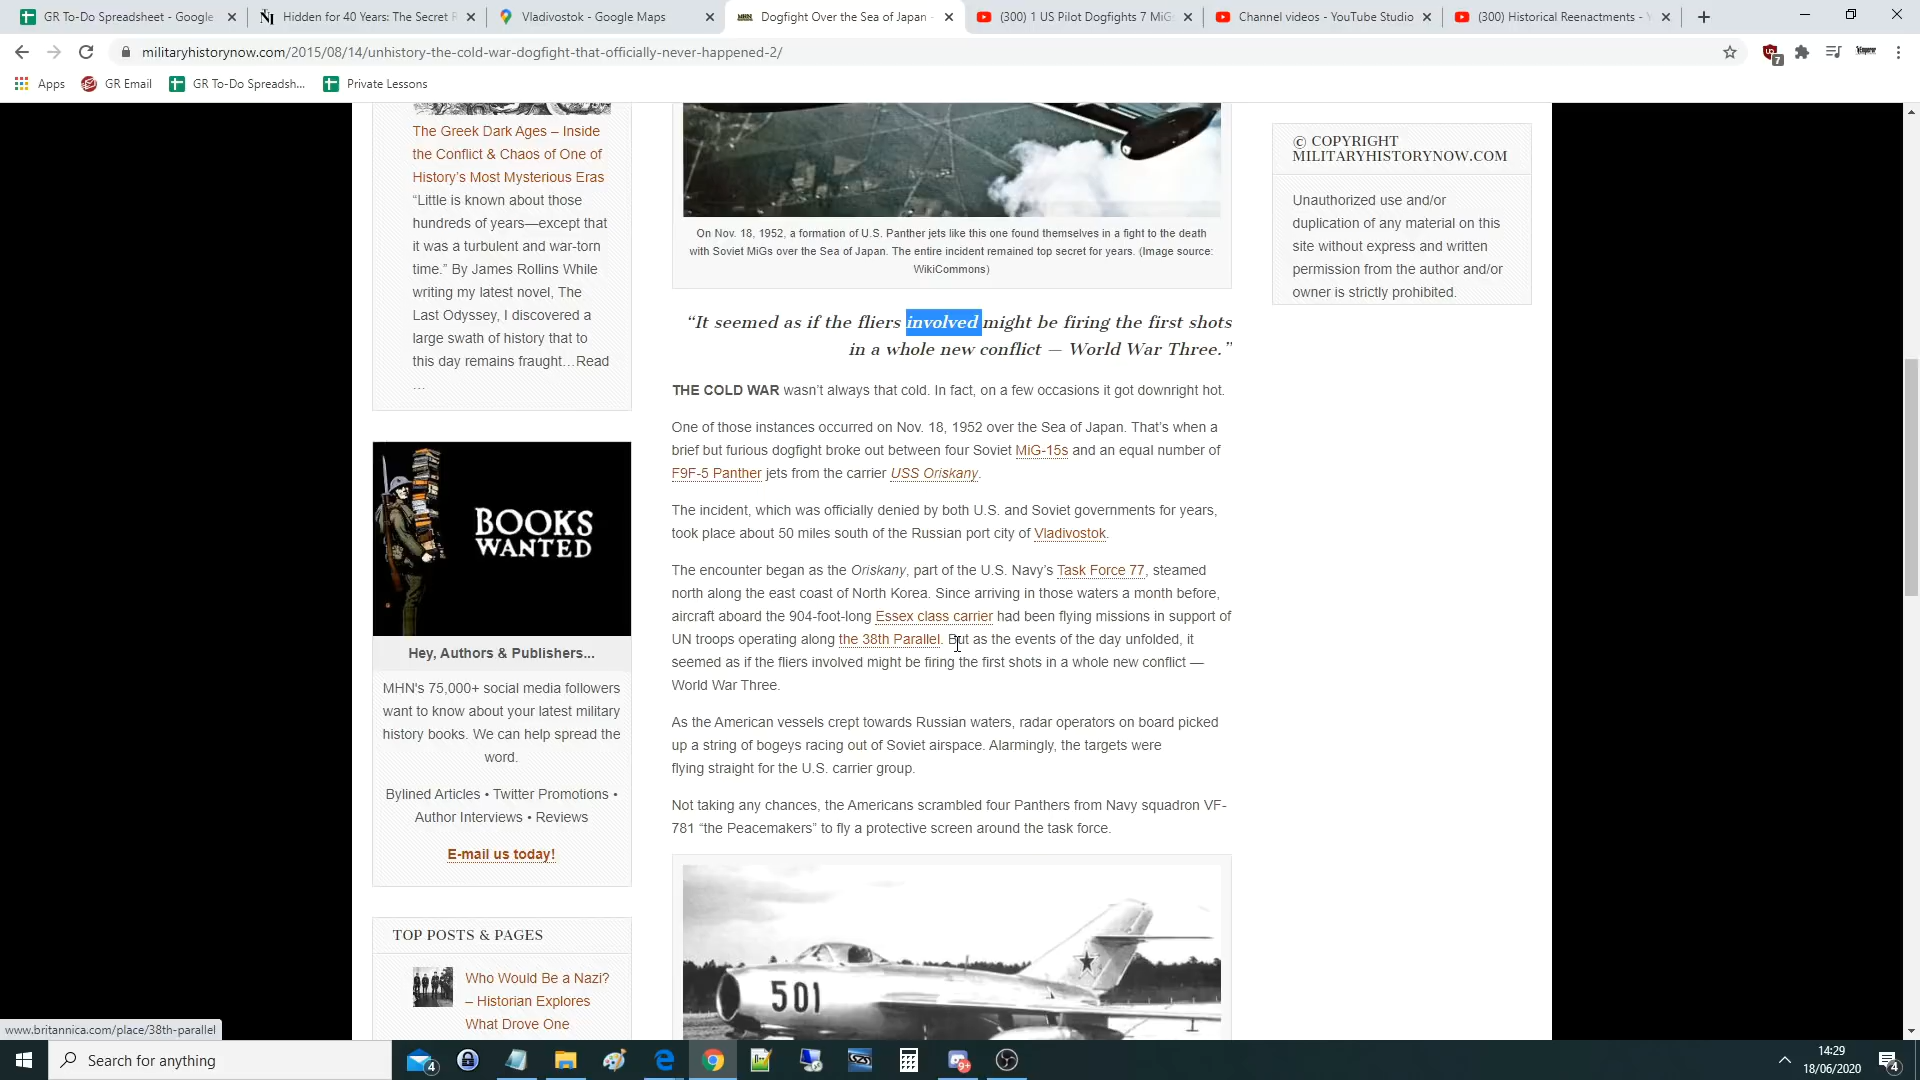 GR To-Do Spreadsheet - Google
Hidden for 40 Years: The Secret R
Vladivostok - Google Maps
Dogfight Over the Sea of Japan -
(300) 1 US Pilot Dogfights 7 MiG
Channel videos - YouTube Studio
(300) Historical Reenactments -
militaryhistorynow.com/2015/08/14/unhistory-the-cold-war-dogfight-that-officially-never-happened-2/
7
Apps
GR Email
GR To-Do Spreadsh...
Private Lessons
The Greek Dark Ages – Inside
the Conflict & Chaos of One of
History’s Most Mysterious Eras
“Little is known about those
hundreds of years—except that
it was a turbulent and war-torn
time.” By James Rollins While
writing my latest novel, The
Last Odyssey, I discovered a
large swath of history that to
this day remains fraught…Read
…
BOOKS
WANTED
Hey, Authors & Publishers...
MHN's 75,000+ social media followers
want to know about your latest military
history books. We can help spread the
word.
Bylined Articles • Twitter Promotions •
Author Interviews • Reviews
E-mail us today!
TOP POSTS & PAGES
Who Would Be a Nazi?
– Historian Explores
What Drove One
On Nov. 18, 1952, a formation of U.S. Panther jets like this one found themselves in a fight to the death
with Soviet MiGs over the Sea of Japan. The entire incident remained top secret for years. (Image source:
WikiCommons)
“It seemed as if the fliers involved might be firing the first shots
in a whole new conflict — World War Three.”
THE COLD WAR wasn’t always that cold. In fact, on a few occasions it got downright hot.
One of those instances occurred on Nov. 18, 1952 over the Sea of Japan. That’s when a
brief but furious dogfight broke out between four Soviet MiG-15s and an equal number of
F9F-5 Panther jets from the carrier USS Oriskany.
The incident, which was officially denied by both U.S. and Soviet governments for years,
took place about 50 miles south of the Russian port city of Vladivostok.
The encounter began as the Oriskany, part of the U.S. Navy’s Task Force 77, steamed
north along the east coast of North Korea. Since arriving in those waters a month before,
aircraft aboard the 904-foot-long Essex class carrier had been flying missions in support of
UN troops operating along the 38th Parallel. But as the events of the day unfolded, it
seemed as if the fliers involved might be firing the first shots in a whole new conflict —
World War Three.
As the American vessels crept towards Russian waters, radar operators on board picked
up a string of bogeys racing out of Soviet airspace. Alarmingly, the targets were
flying straight for the U.S. carrier group.
Not taking any chances, the Americans scrambled four Panthers from Navy squadron VF-
781 “the Peacemakers” to fly a protective screen around the task force.
501
© COPYRIGHT
MILITARYHISTORYNOW.COM
Unauthorized use and/or
duplication of any material on this
site without express and written
permission from the author and/or
owner is strictly prohibited.
www.britannica.com/place/38th-parallel
Search for anything
4
9+
14:29
18/06/2020
4